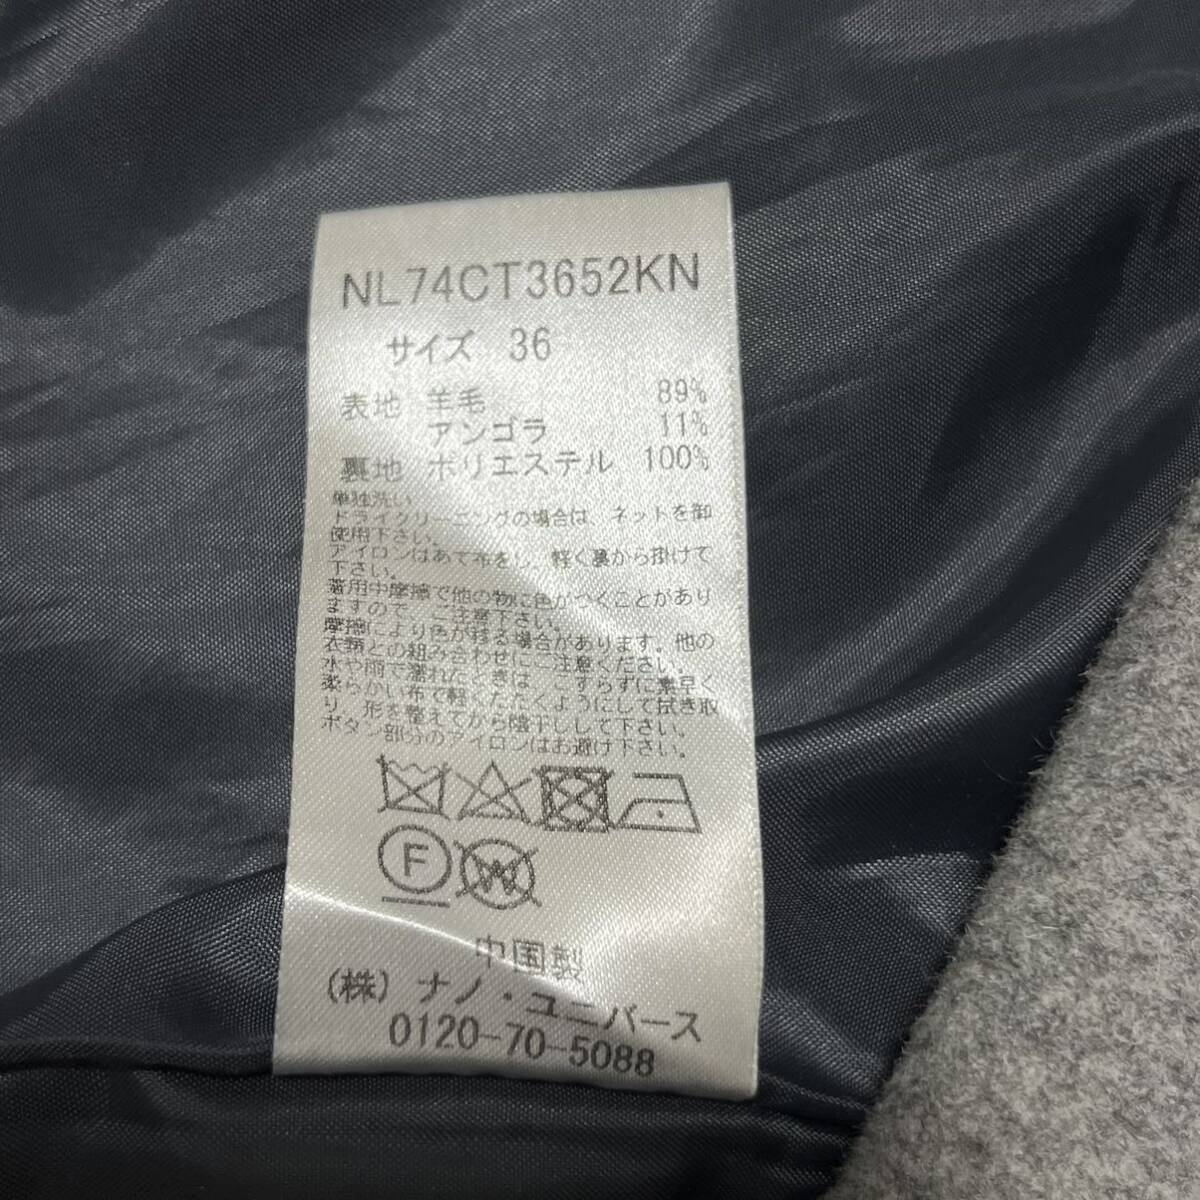 NL74CT3652KN
サイズ 36
表地 羊毛 89%
アンゴラ 11%
裏地 ポリエステル 100%
単独洗い
ドライクリーニングの場合は、ネットを御
使用下さい。
アイロンはあて布をし、軽く裏から掛けて
下さい。
着用中摩擦で他の物に色がつくことがあり
ますので、ご注意下さい。
摩擦により色が移る場合があります。他の
衣類との組み合わせにご注意ください。
水や雨で濡れたときは、こすらずに素早く
柔らかい布で軽くたたくようにして拭き取
り、形を整えてから陰干しして下さい。
ボタン部分のアイロンはお避け下さい。
F
W
中国製
(株)ナノ・ユニバース
0120-70-5088